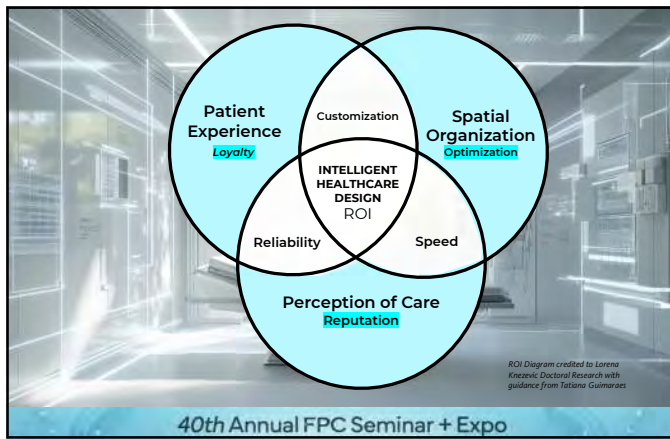 Patient
Experience
Loyalty
Customization
Spatial
Organization
Optimization
INTELLIGENT
HEALTHCARE
DESIGN
ROI
Reliability
Speed
Perception of Care
Reputation
ROI Diagram credited to Lorena
Knezevic Doctoral Research with
guidance from Tatiana Guimaraes
40th Annual FPC Seminar + Expo